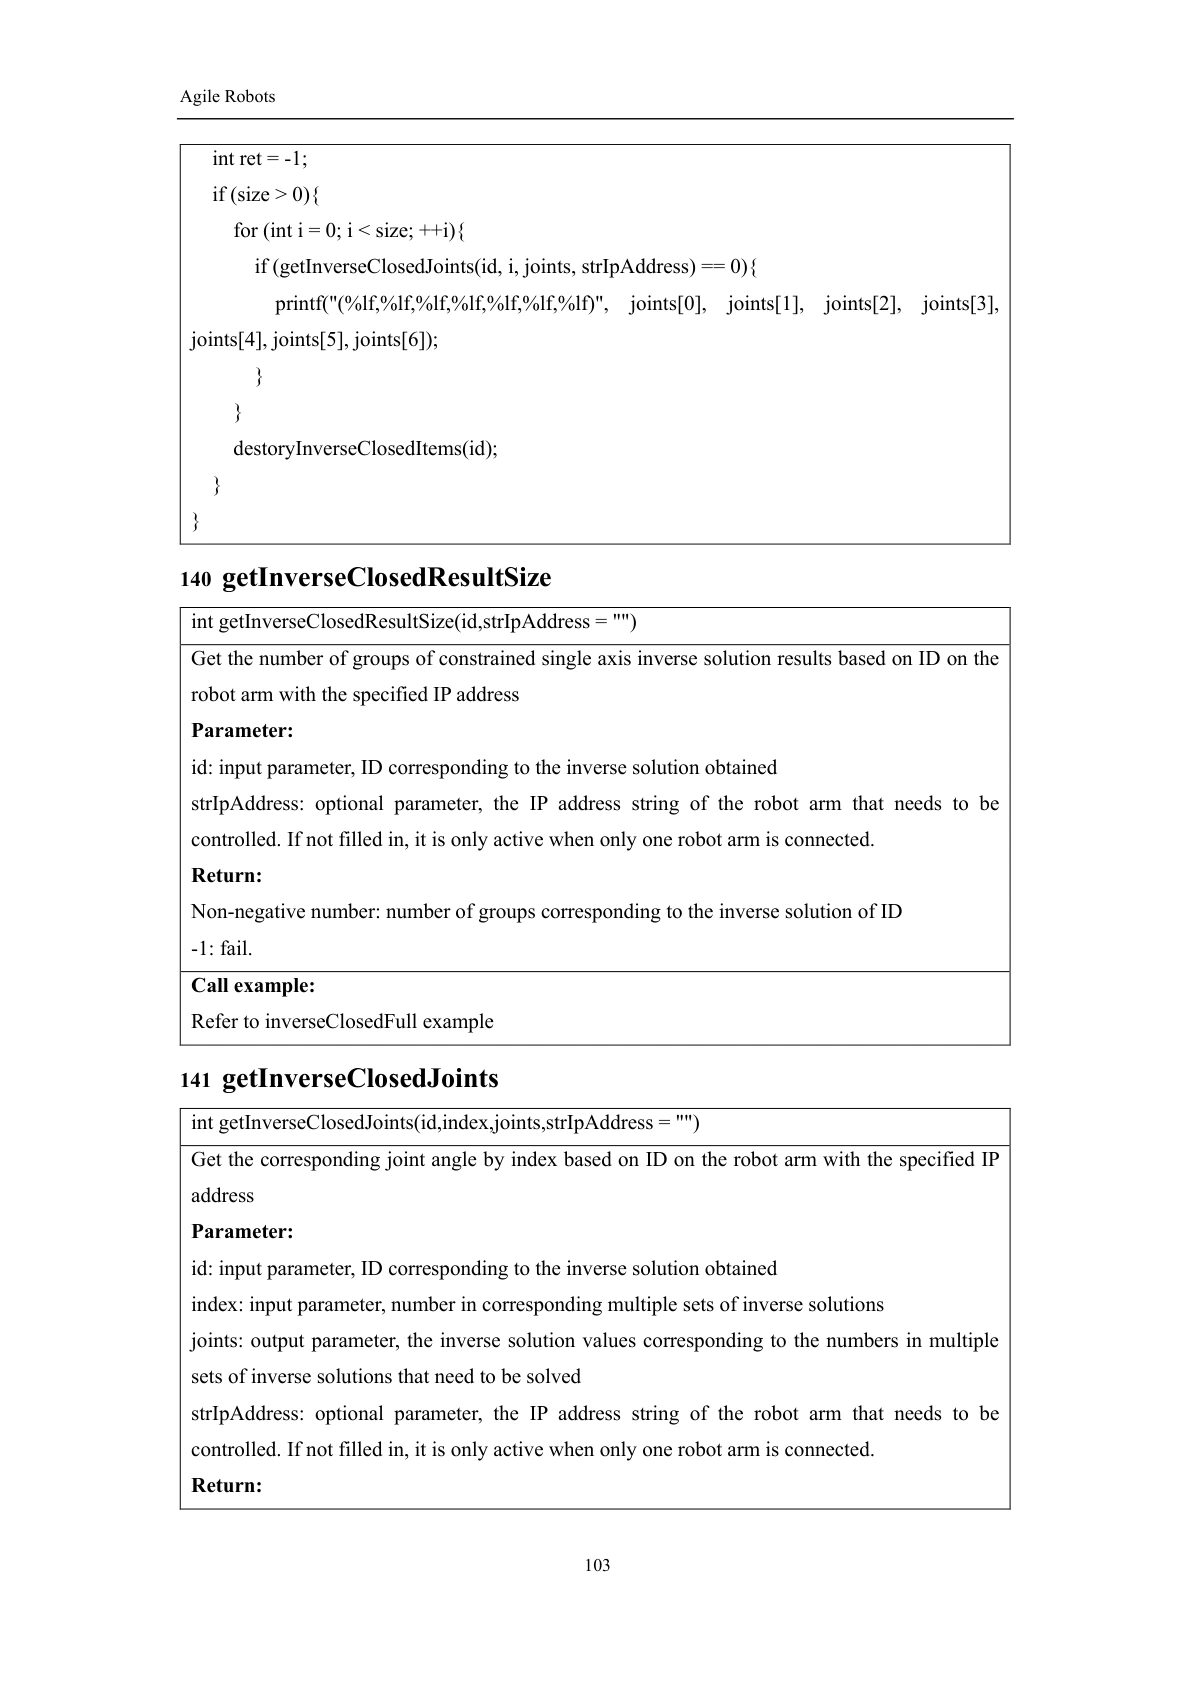 Agile Robots
int ret = -1;
if (size > 0){
for (int i = 0; i < size; ++i){
if (getInverseClosedJoints(id, i, joints, strIpAddress) == 0){
printf("(%lf,%lf,%lf,%lf,%lf,%lf,%lf)", joints[0], joints[1], joints[2], joints[3],
joints[4], joints[5], joints[6]);
}
}
destoryInverseClosedItems(id);
}
}
140 getInverseClosedResultSize
int getInverseClosedResultSize(id,strIpAddress = "")
Get the number of groups of constrained single axis inverse solution results based on ID on the
robot arm with the specified IP address
Parameter:
id: input parameter, ID corresponding to the inverse solution obtained
strIpAddress: optional parameter, the IP address string of the robot arm that needs to be
controlled. If not filled in, it is only active when only one robot arm is connected.
Return:
Non-negative number: number of groups corresponding to the inverse solution of ID
-1: fail.
Call example:
Refer to inverseClosedFull example
141 getInverseClosedJoints
int getInverseClosedJoints(id,index,joints,strIpAddress = "")
Get the corresponding joint angle by index based on ID on the robot arm with the specified IP
address
Parameter:
id: input parameter, ID corresponding to the inverse solution obtained
index: input parameter, number in corresponding multiple sets of inverse solutions
joints: output parameter, the inverse solution values corresponding to the numbers in multiple
sets of inverse solutions that need to be solved
strIpAddress: optional parameter, the IP address string of the robot arm that needs to be
controlled. If not filled in, it is only active when only one robot arm is connected.
Return:
103